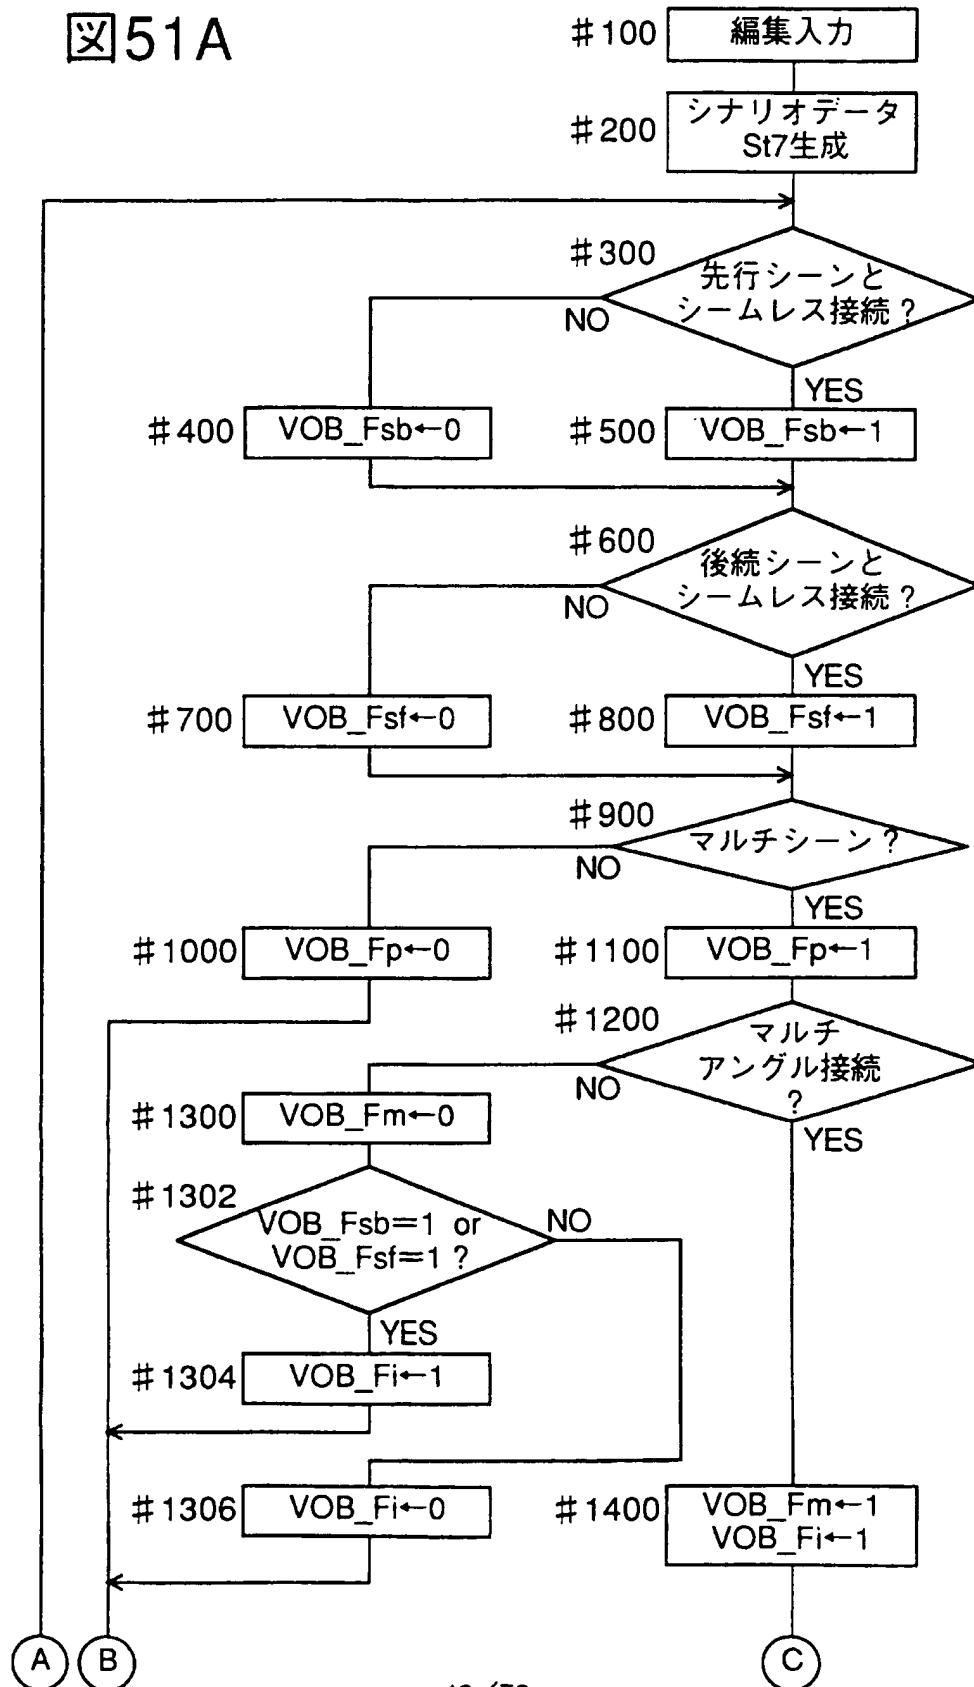 図51A
#100
編集入力
#200
シナリオデータ
St7生成
#300
先行シーンと
シームレス接続?
NO
YES
#400
VOB_Fsb←0
#500
VOB_Fsb←1
#600
後続シーンと
シームレス接続?
NO
YES
#700
VOB_Fsf←0
#800
VOB_Fsf←1
#900
マルチシーン?
NO
YES
#1000
VOB_Fp←0
#1100
VOB_Fp←1
#1200
マルチ
アングル接続
?
NO
YES
#1300
VOB_Fm←0
#1302
VOB_Fsb=1 or
VOB_Fsf=1?
NO
YES
#1304
VOB_Fi←1
#1306
VOB_Fi←0
#1400
VOB_Fm←1
VOB_Fi←1
A
B
C